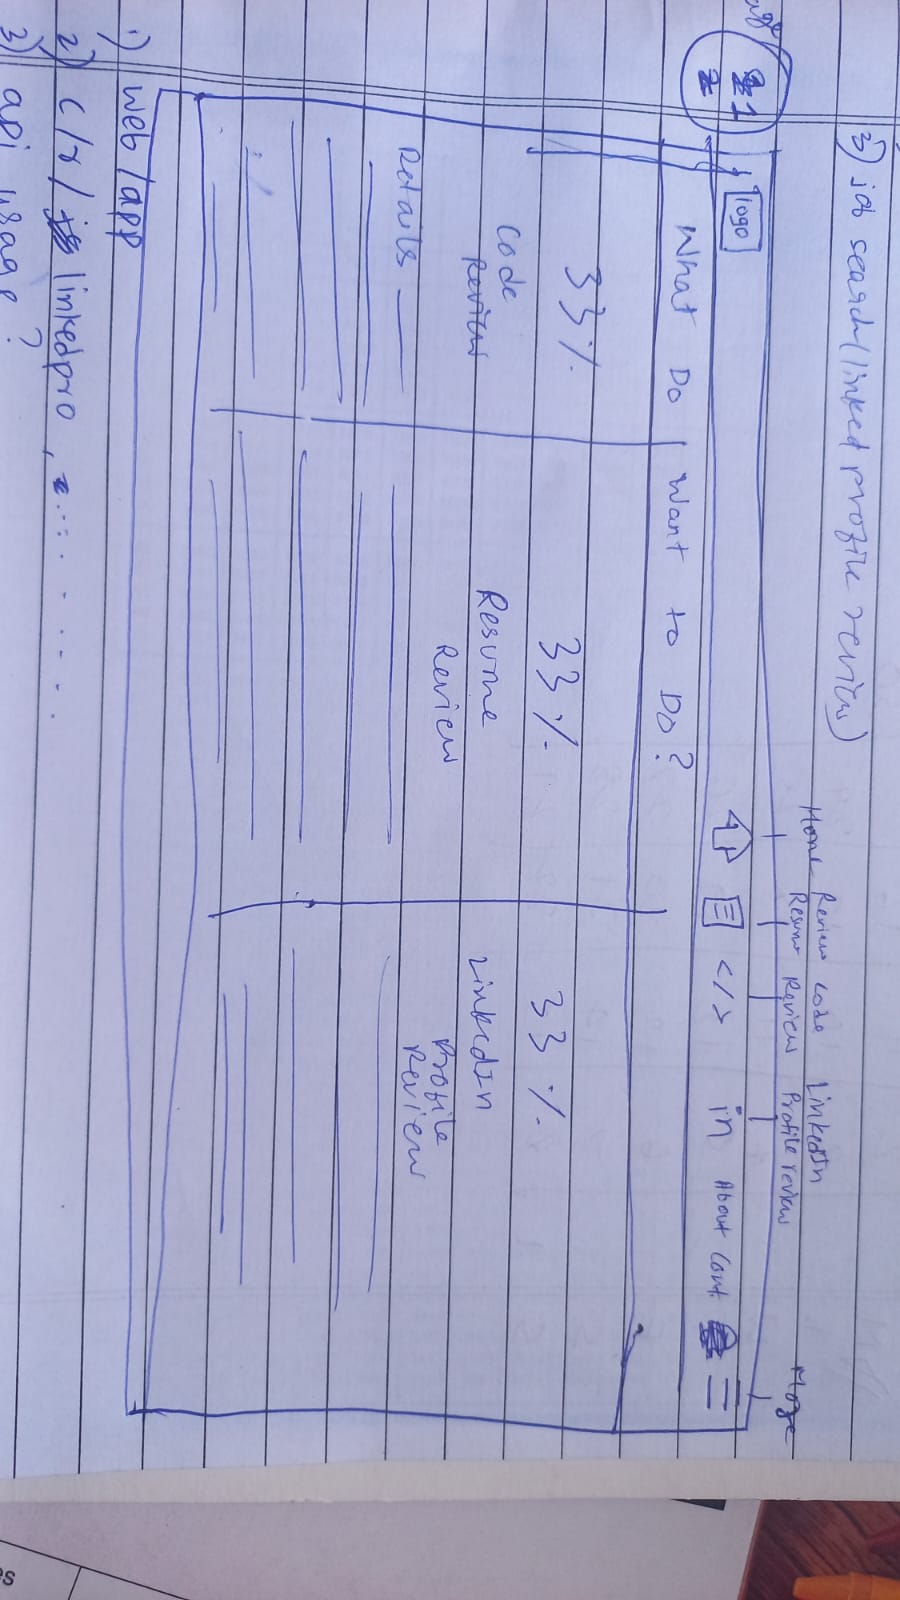 3) job search (linked profile review)
Home Review Code LinkedIn More
Resume Review Profile review
logo </> in About Cont.
What Do I Want to Do?
33% 33% 33%
Code Resume LinkedIn
Review Review Profile
Review
Details
1) web/app
2) C/r/ linkedpro, ...........
3) api usage?